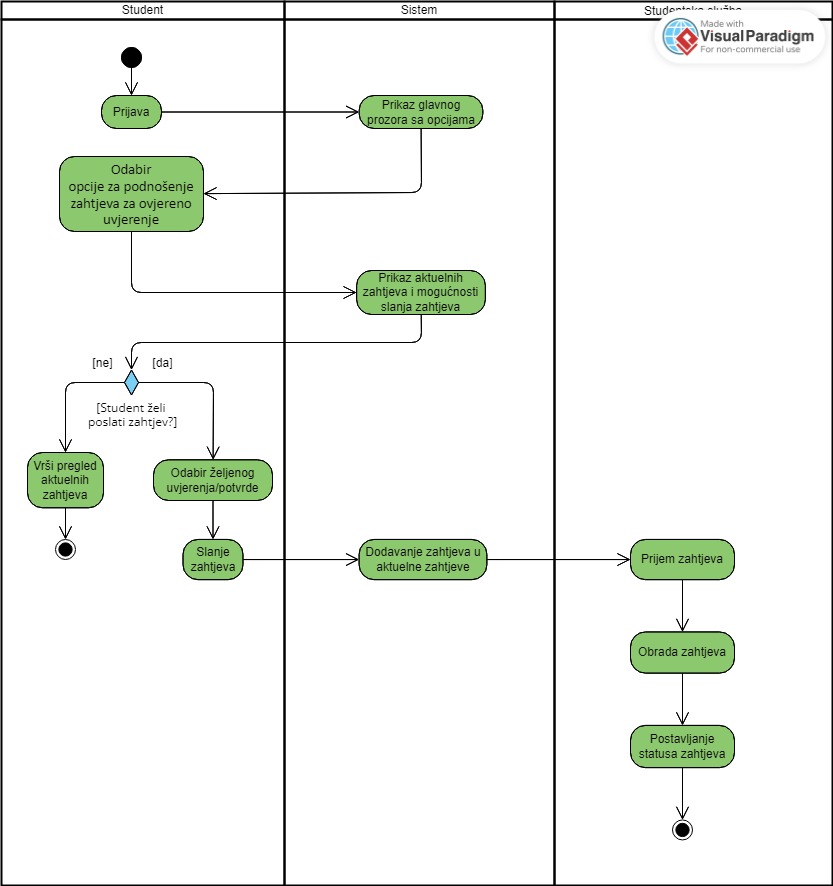 Student
Sistem
Studentska služba
Made with
VisualParadigm
For non-commercial use
Prijava
Prikaz glavnog
prozora sa opcijama
Odabir
opcije za podnošenje
zahtjeva za ovjereno
uvjerenje
Prikaz aktuelnih
zahtjeva i mogućnosti
slanja zahtjeva
[ne]
[da]
[Student želi
poslati zahtjev?]
Vrši pregled
aktuelnih
zahtjeva
Odabir željenog
uvjerenja/potvrde
Slanje
zahtjeva
Dodavanje zahtjeva u
aktuelne zahtjeve
Prijem zahtjeva
Obrada zahtjeva
Postavljanje
statusa zahtjeva